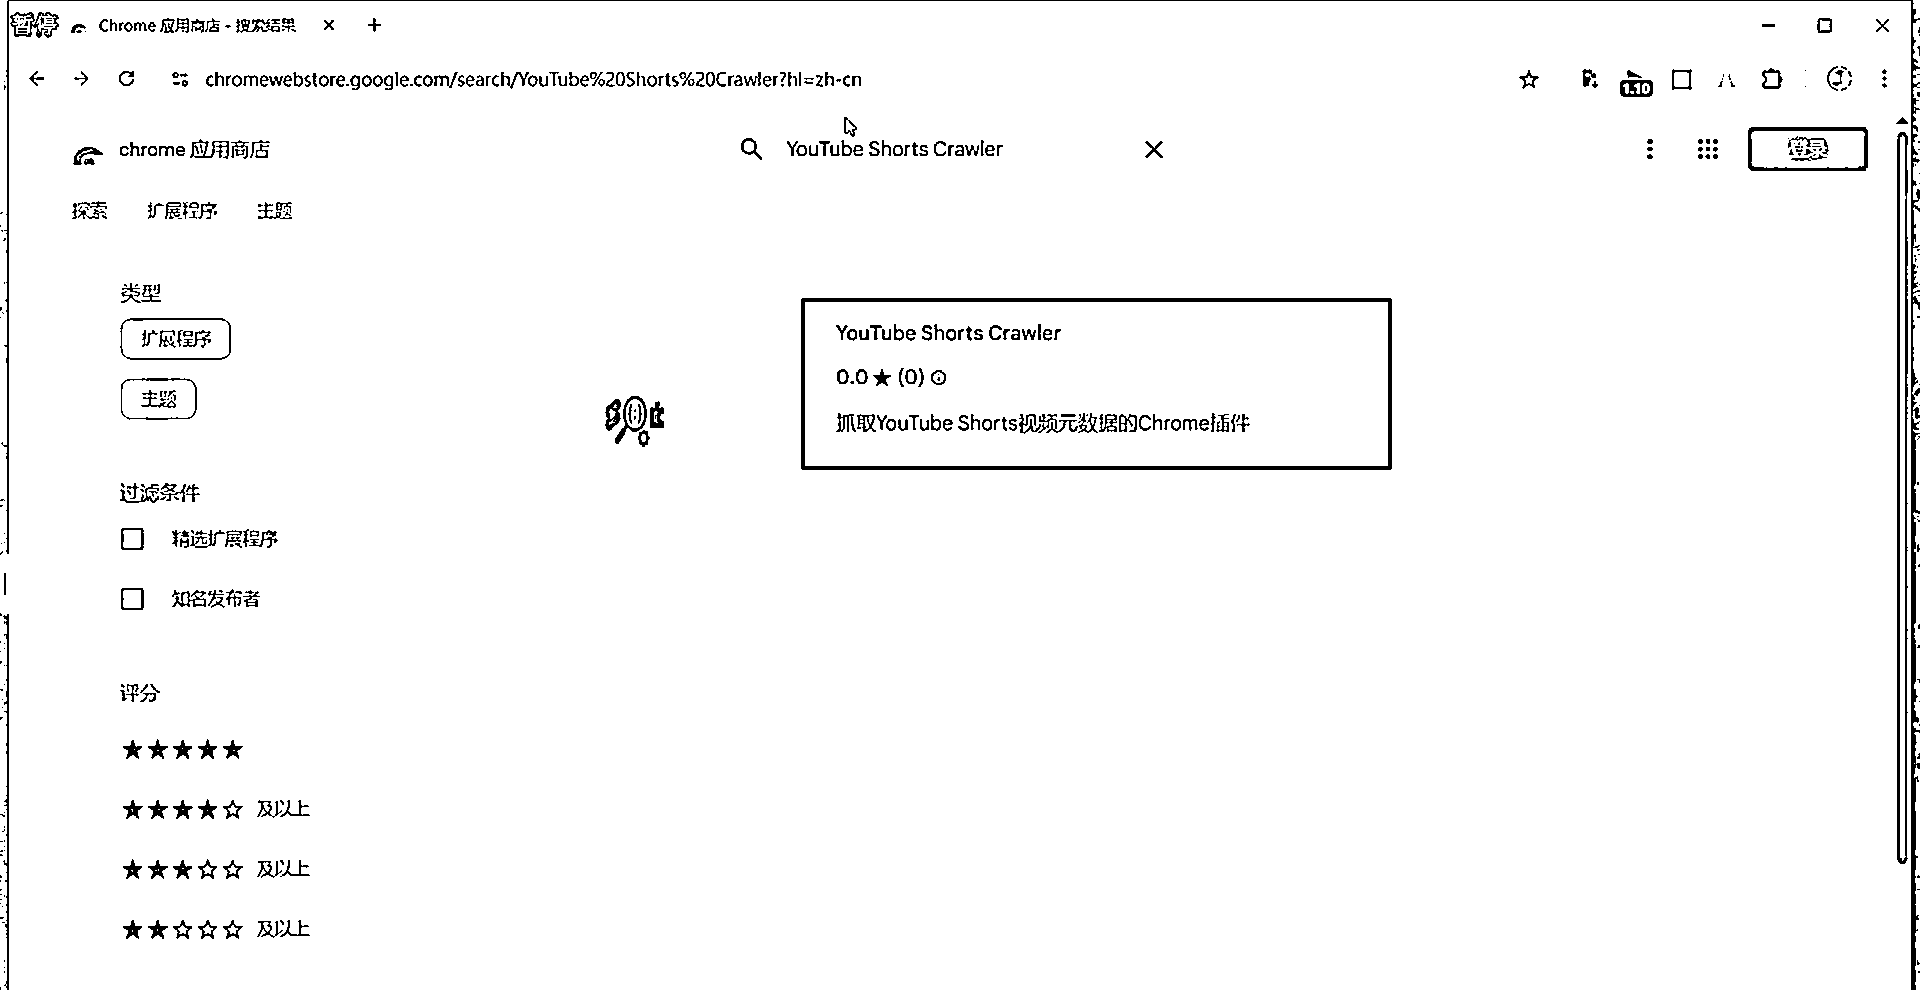 暂停
Chrome 应用商店 - 搜索结果
chromewebstore.google.com/search/YouTube%20Shorts%20Crawler?hl=zh-cn
1.10
chrome 应用商店
YouTube Shorts Crawler
登录
探索 扩展程序 主题
类型
扩展程序
主题
过滤条件
精选扩展程序
知名发布者
评分
★★★★★
★★★★☆ 及以上
★★★☆☆ 及以上
★★☆☆☆ 及以上
YouTube Shorts Crawler
0.0 ★ (0)
抓取YouTube Shorts视频元数据的Chrome插件